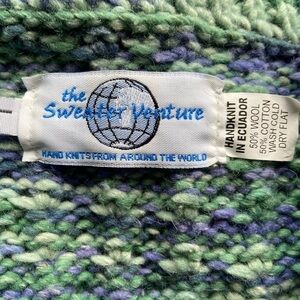 the
Sweater Venture
HAND KNITS FROM AROUND THE WORLD
HANDKNIT
IN ECUADOR
50% WOOL
50% COTTON
WASH COLD
DRY FLAT